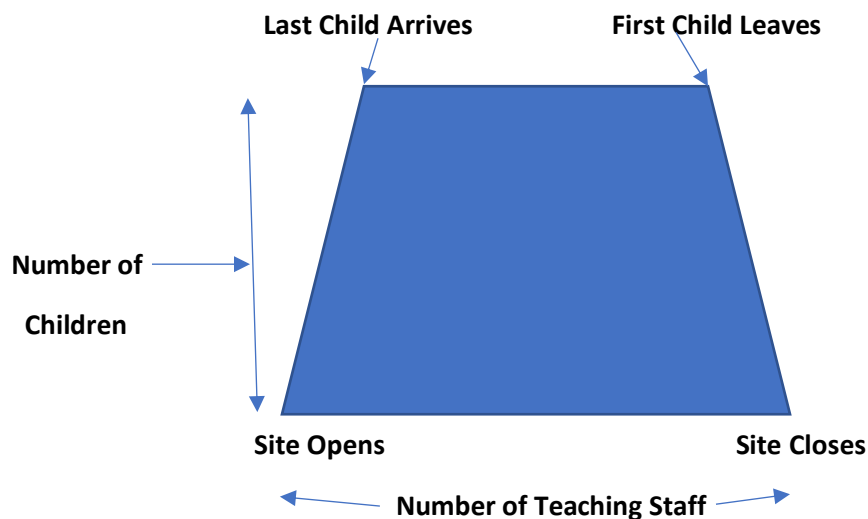 Last Child Arrives
First Child Leaves
Number of
Children
Site Opens
Site Closes
Number of Teaching Staff